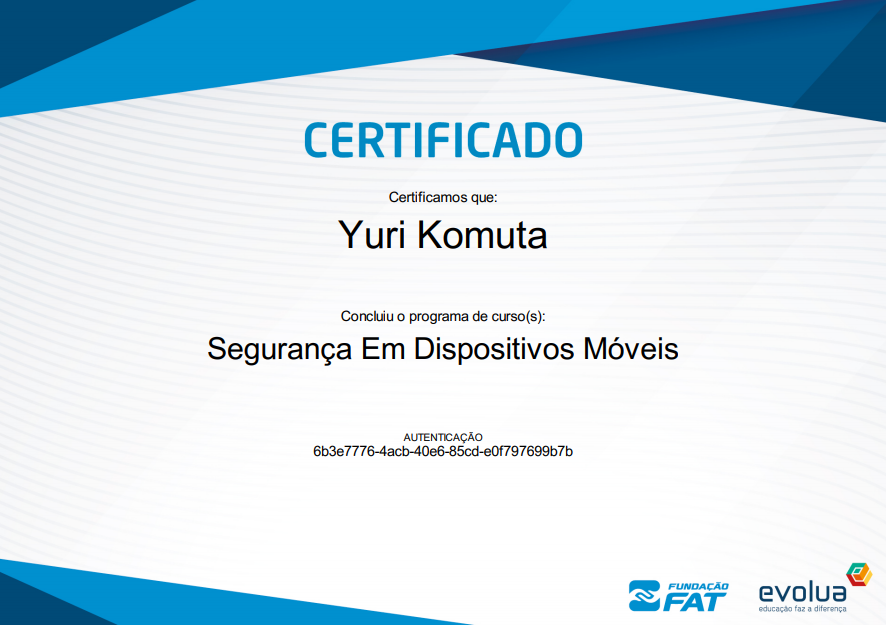 CERTIFICADO
Certificamos que:
Yuri Komuta
Concluiu o programa de curso(s):
Segurança Em Dispositivos Móveis
AUTENTICAÇÃO
6b3e7776-4acb-40e6-85cd-e0f797699b7b
FUNDAÇÃO
FAT
evolua
educação faz a diferença